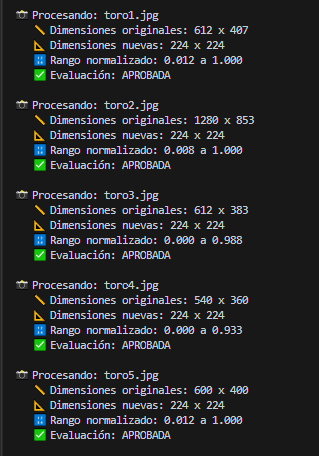 📷 Procesando: toro1.jpg
📏 Dimensiones originales: 612 x 407
📐 Dimensiones nuevas: 224 x 224
🔢 Rango normalizado: 0.012 a 1.000
✅ Evaluación: APROBADA
📷 Procesando: toro2.jpg
📏 Dimensiones originales: 1280 x 853
📐 Dimensiones nuevas: 224 x 224
🔢 Rango normalizado: 0.008 a 1.000
✅ Evaluación: APROBADA
📷 Procesando: toro3.jpg
📏 Dimensiones originales: 612 x 383
📐 Dimensiones nuevas: 224 x 224
🔢 Rango normalizado: 0.000 a 0.988
✅ Evaluación: APROBADA
📷 Procesando: toro4.jpg
📏 Dimensiones originales: 540 x 360
📐 Dimensiones nuevas: 224 x 224
🔢 Rango normalizado: 0.000 a 0.933
✅ Evaluación: APROBADA
📷 Procesando: toro5.jpg
📏 Dimensiones originales: 600 x 400
📐 Dimensiones nuevas: 224 x 224
🔢 Rango normalizado: 0.012 a 1.000
✅ Evaluación: APROBADA